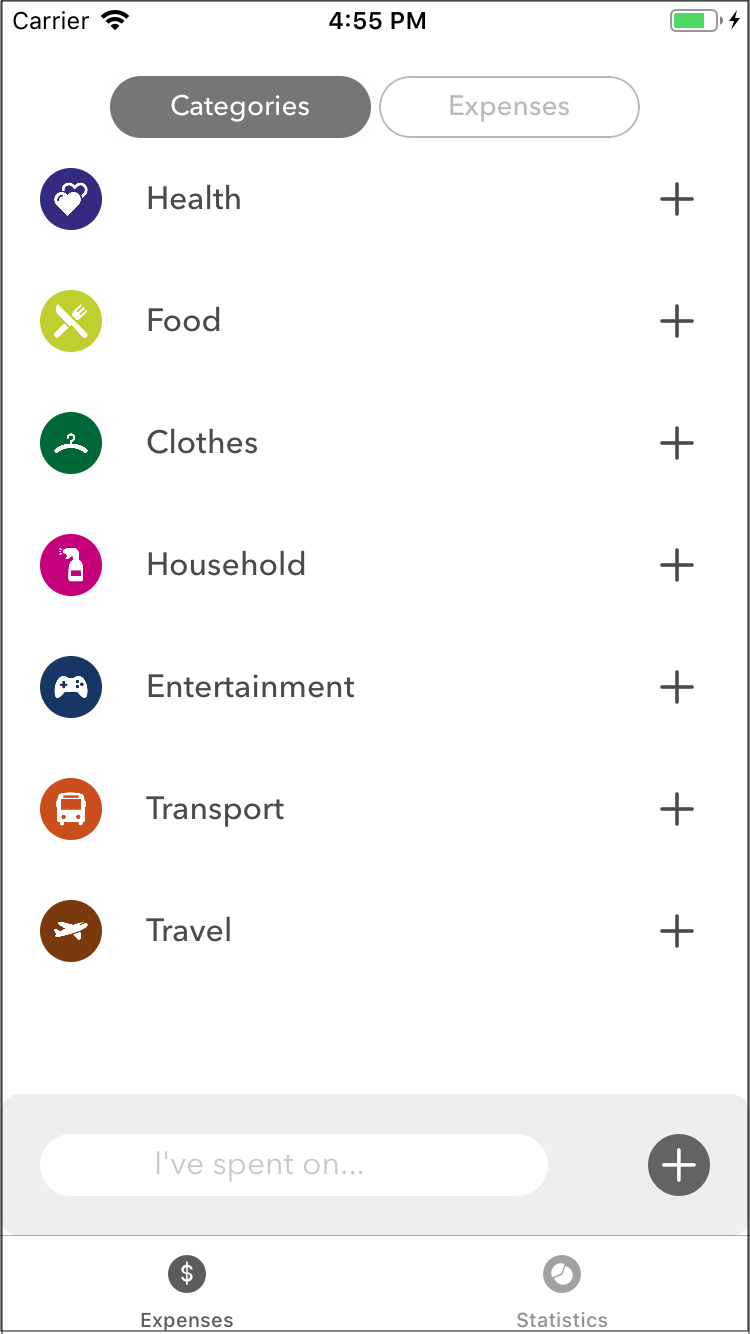 Carrier 4:55 PM
Categories Expenses
Health
Food
Clothes
Household
Entertainment
Transport
Travel
I've spent on...
$
Expenses Statistics